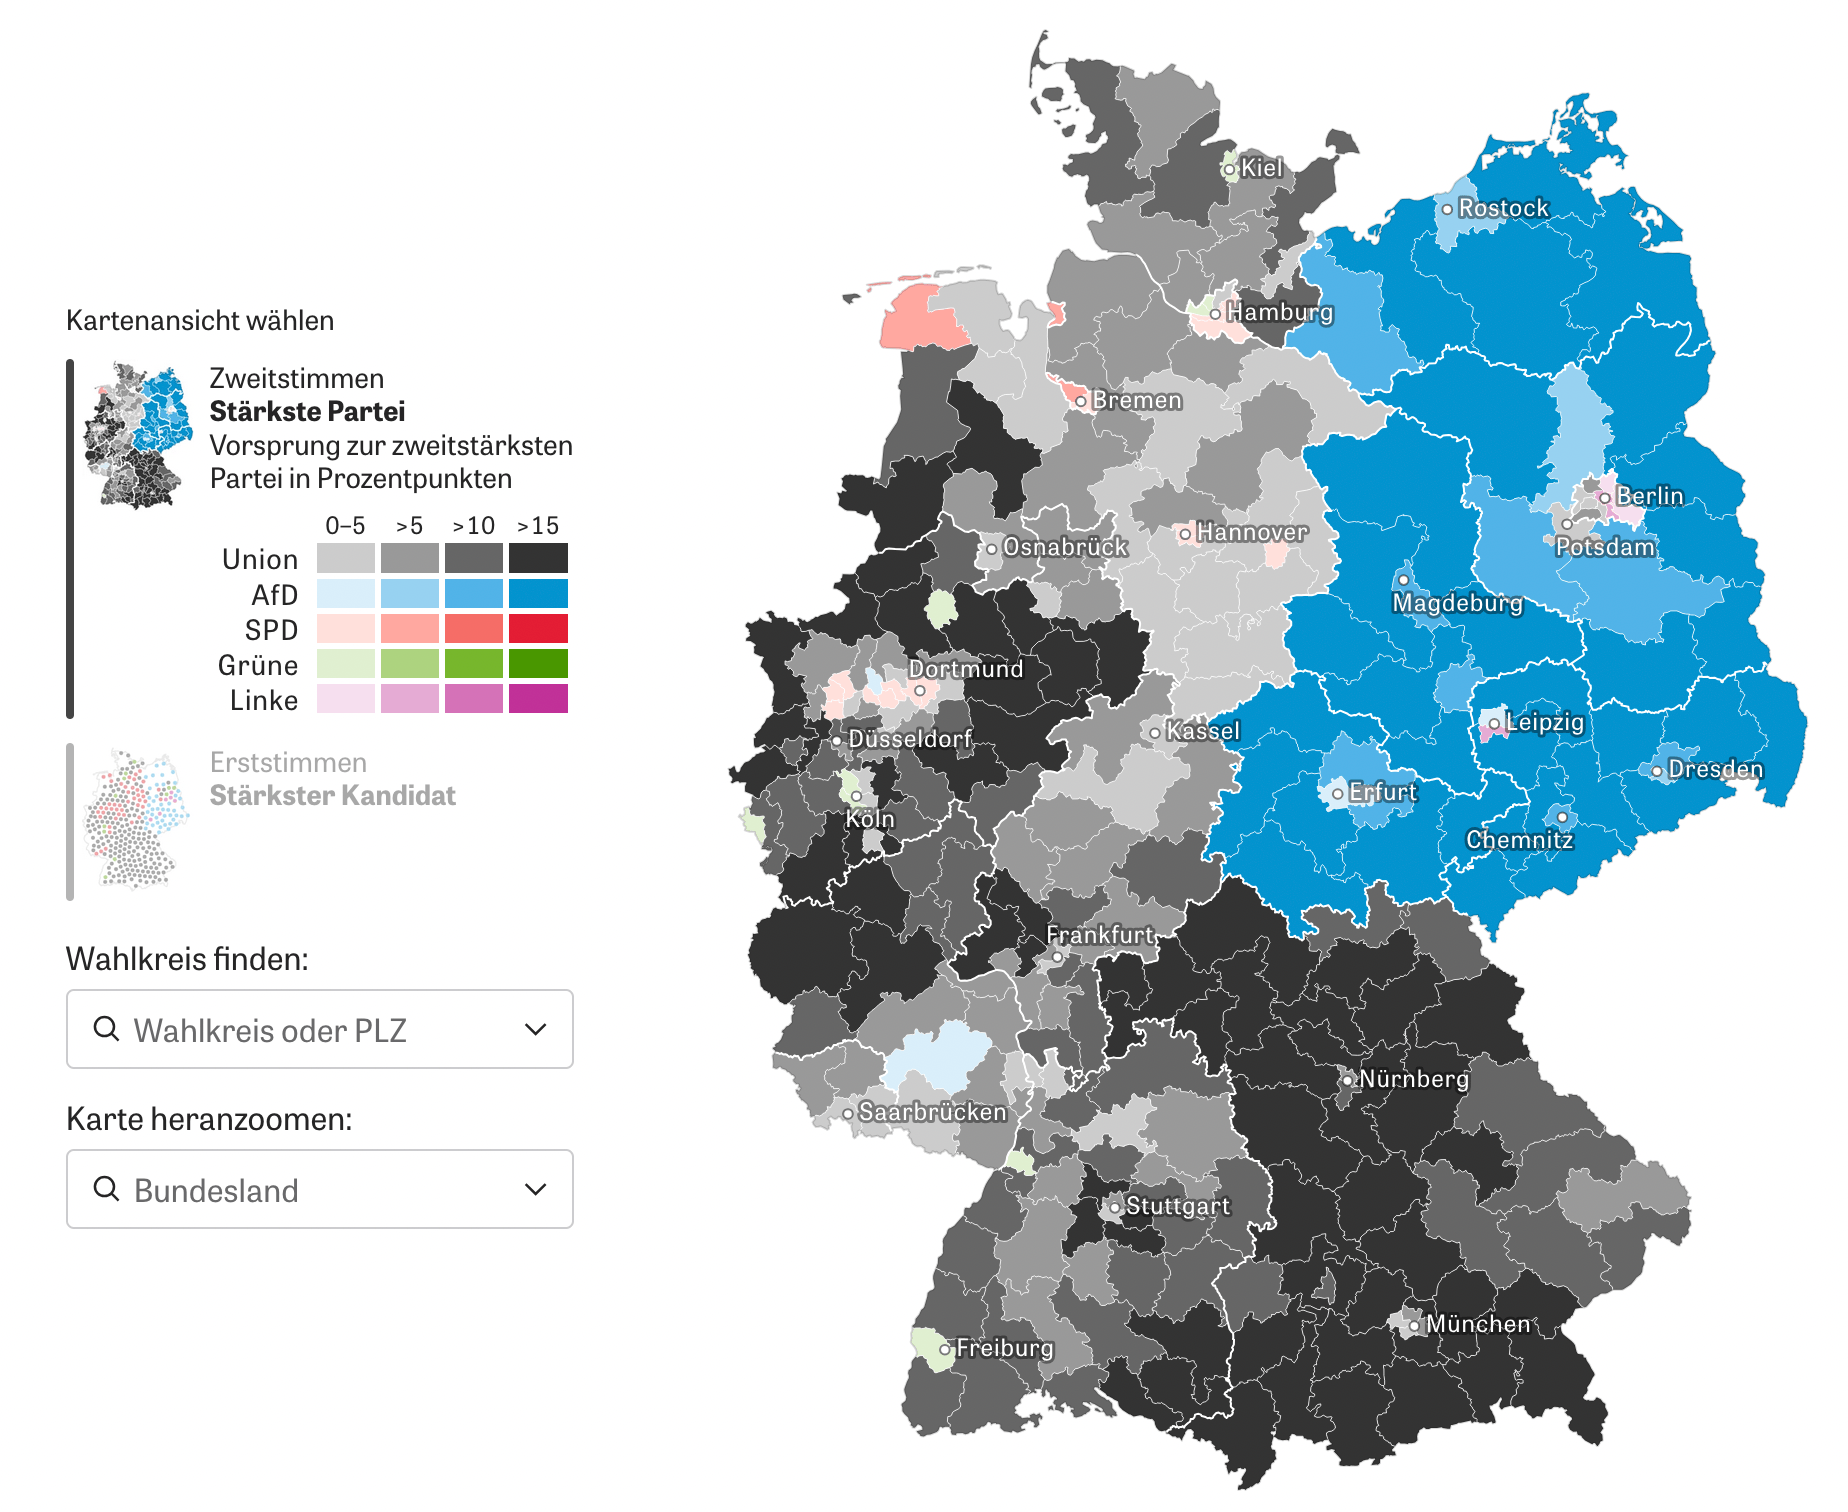 Kartenansicht wählen
Zweitstimmen
Stärkste Partei
Vorsprung zur zweitstärksten
Partei in Prozentpunkten
0–5 >5 >10 >15
Union
AfD
SPD
Grüne
Linke
Erststimmen
Stärkster Kandidat
Wahlkreis finden:
Wahlkreis oder PLZ
Karte heranzoomen:
Bundesland
Kiel
Rostock
Hamburg
Bremen
Berlin
Hannover
Osnabrück
Potsdam
Magdeburg
Dortmund
Leipzig
Kassel
Düsseldorf
Dresden
Erfurt
Köln
Chemnitz
Frankfurt
Nürnberg
Saarbrücken
Stuttgart
München
Freiburg